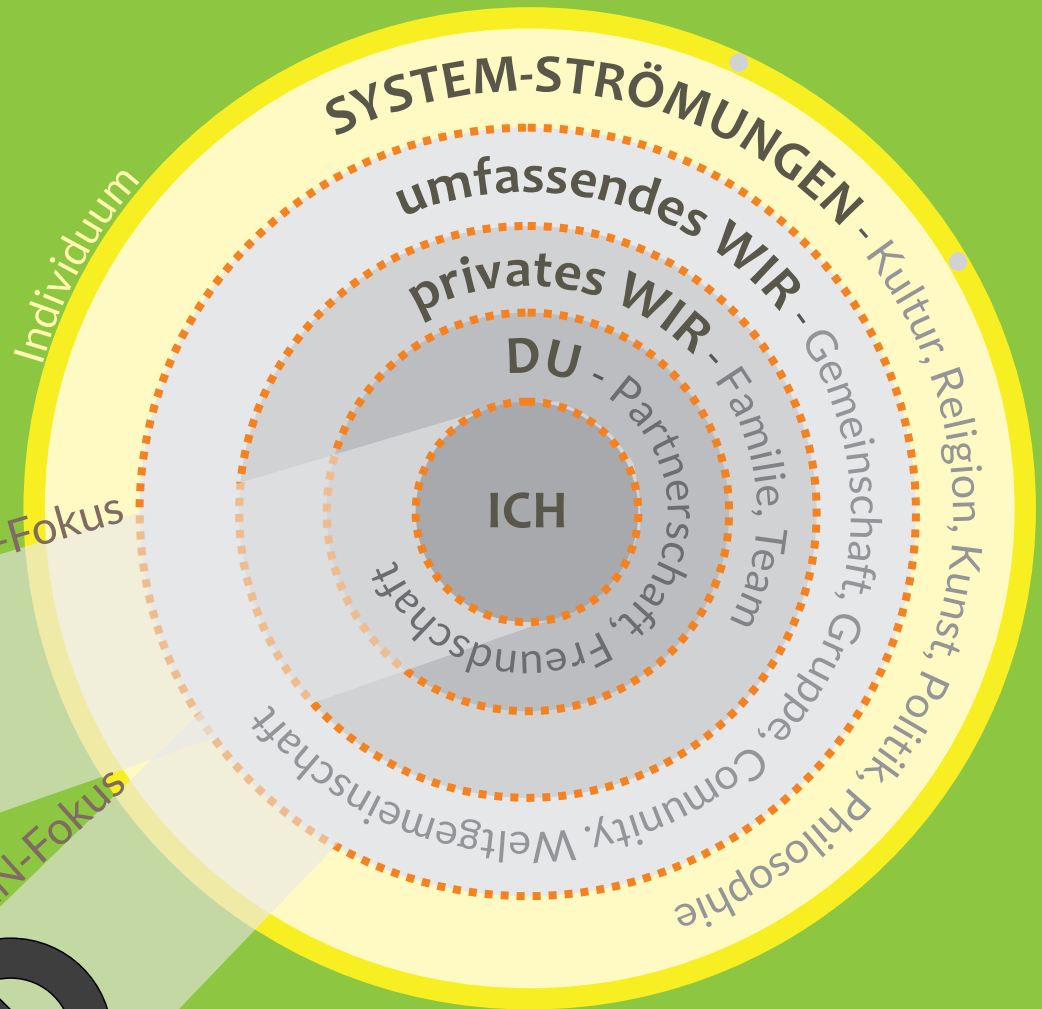 SYSTEM-STRÖMUNGEN - Kultur, Religion, Kunst, Politik, Philosophie
umfassendes WIR - Gemeinschaft, Gruppe, Comunity. Weltgemeinschaft
privates WIR - Familie, Team
DU - Partnerschaft, Freundschaft
ICH
Individuum
-Fokus
N-Fokus